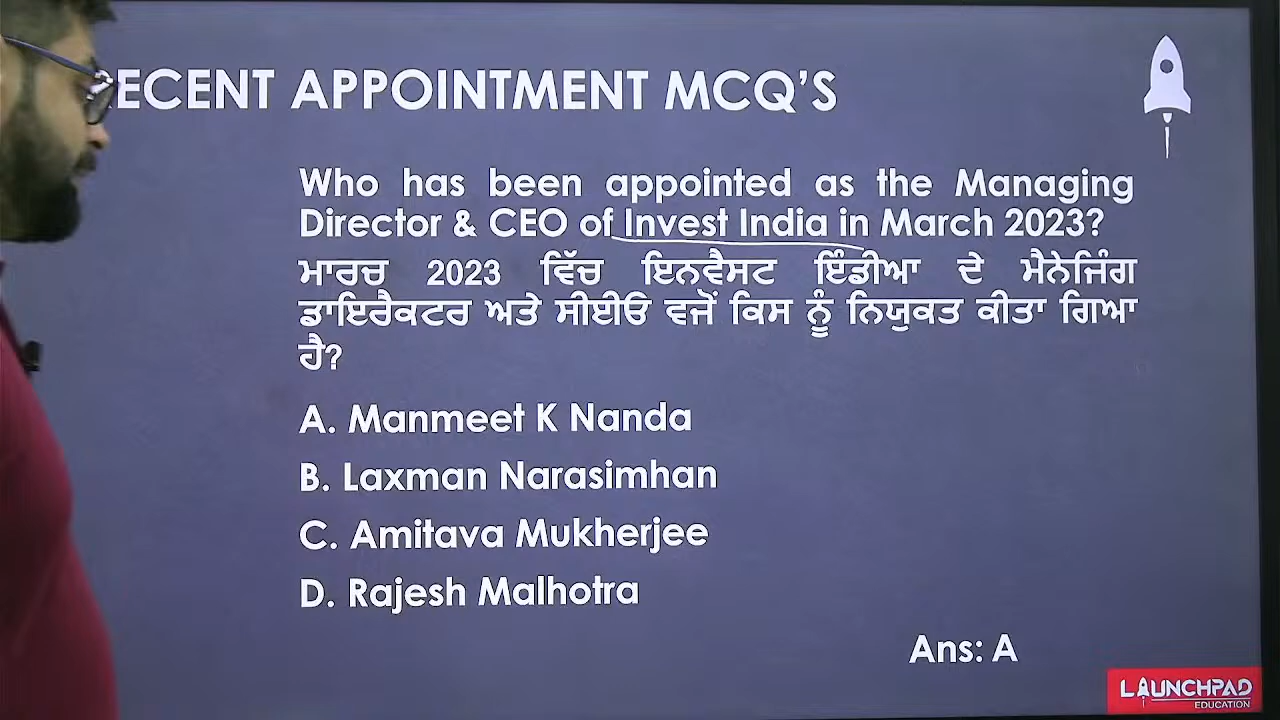 RECENT APPOINTMENT MCQ'S
Who has been appointed as the Managing
Director & CEO of Invest India in March 2023?
ਮਾਰਚ 2023 ਵਿੱਚ ਇਨਵੈਸਟ ਇੰਡੀਆ ਦੇ ਮੈਨੇਜਿੰਗ
ਡਾਇਰੈਕਟਰ ਅਤੇ ਸੀਈਓ ਵਜੋਂ ਕਿਸ ਨੂੰ ਨਿਯੁਕਤ ਕੀਤਾ ਗਿਆ
ਹੈ?
A. Manmeet K Nanda
B. Laxman Narasimhan
C. Amitava Mukherjee
D. Rajesh Malhotra
Ans: A
LAUNCHPAD
EDUCATION